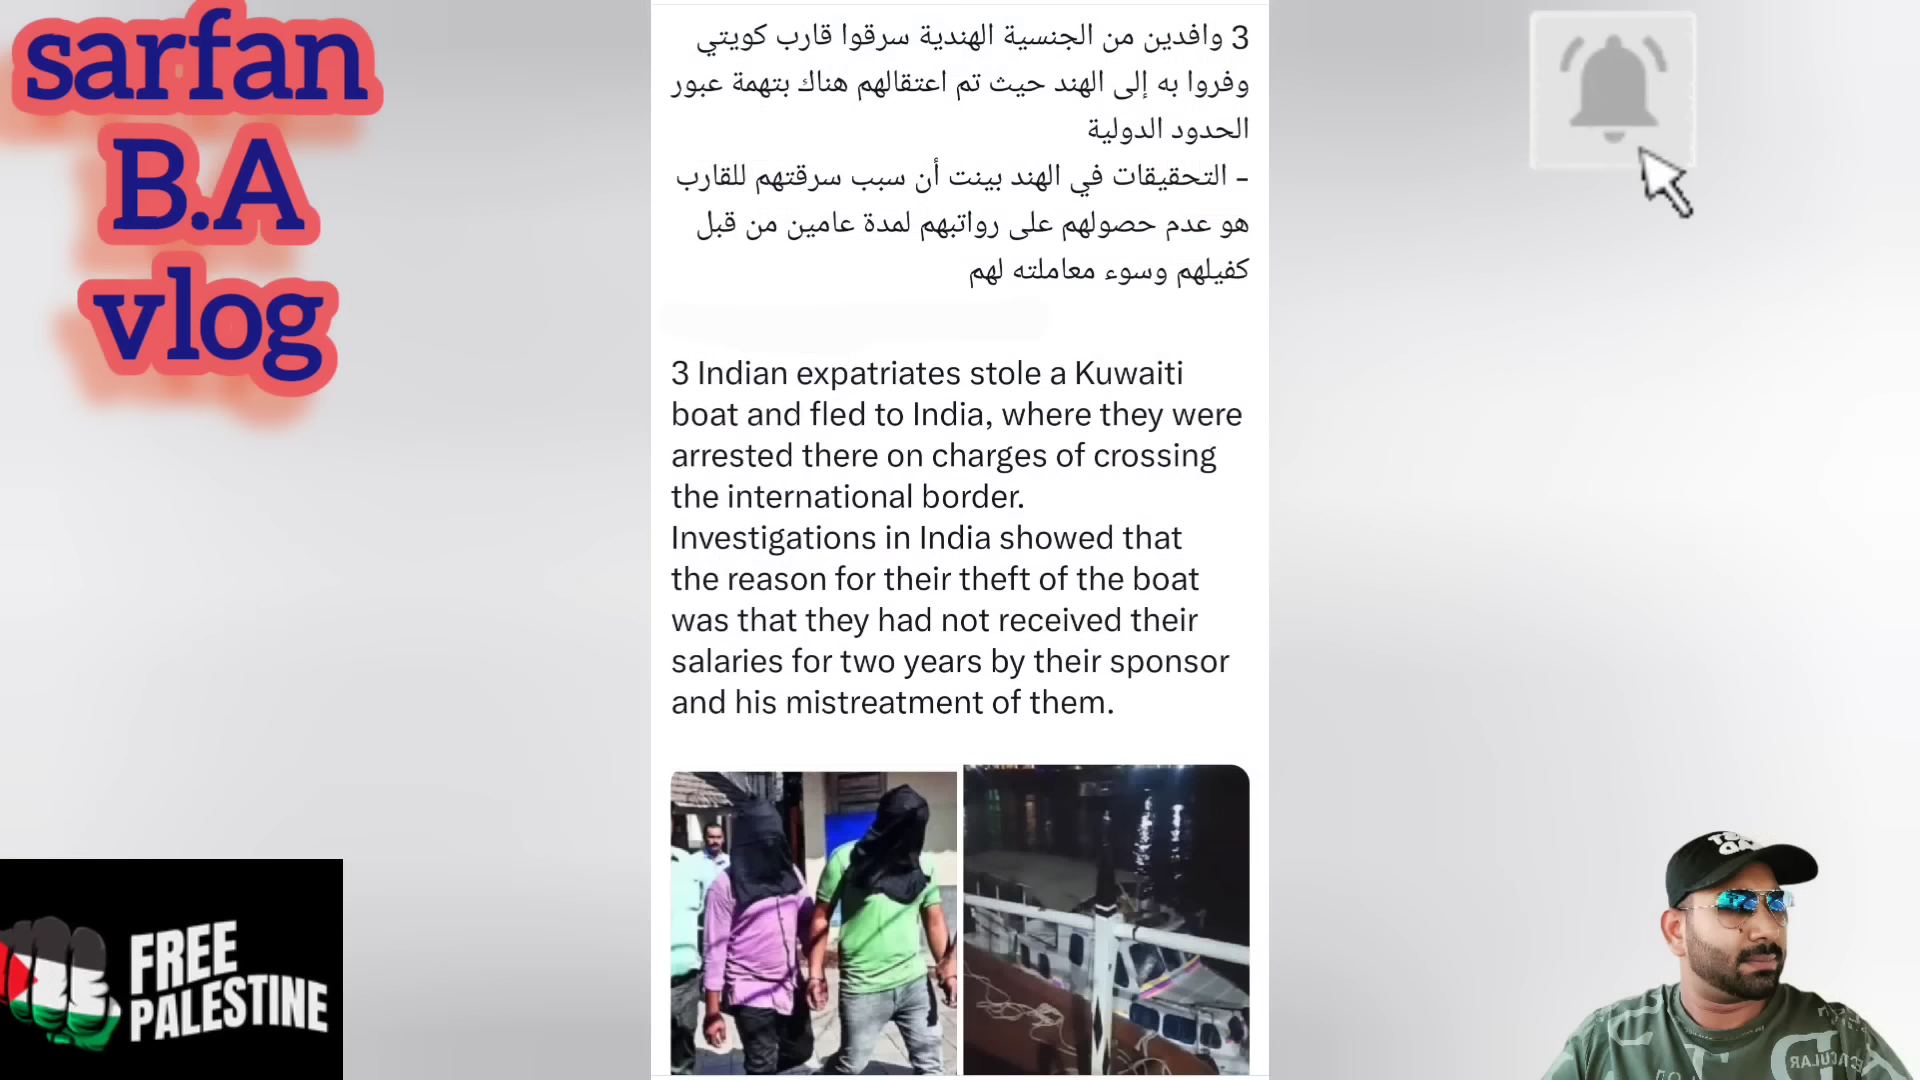 sarfan
B.A
vlog
3 وافدين من الجنسية الهندية سرقوا قارب كويتي
وفروا به إلى الهند حيث تم اعتقالهم هناك بتهمة عبور
الحدود الدولية
- التحقيقات في الهند بينت أن سبب سرقتهم للقارب
هو عدم حصولهم على رواتبهم لمدة عامين من قبل
كفيلهم وسوء معاملته لهم
3 Indian expatriates stole a Kuwaiti
boat and fled to India, where they were
arrested there on charges of crossing
the international border.
Investigations in India showed that
the reason for their theft of the boat
was that they had not received their
salaries for two years by their sponsor
and his mistreatment of them.
FREE
PALESTINE